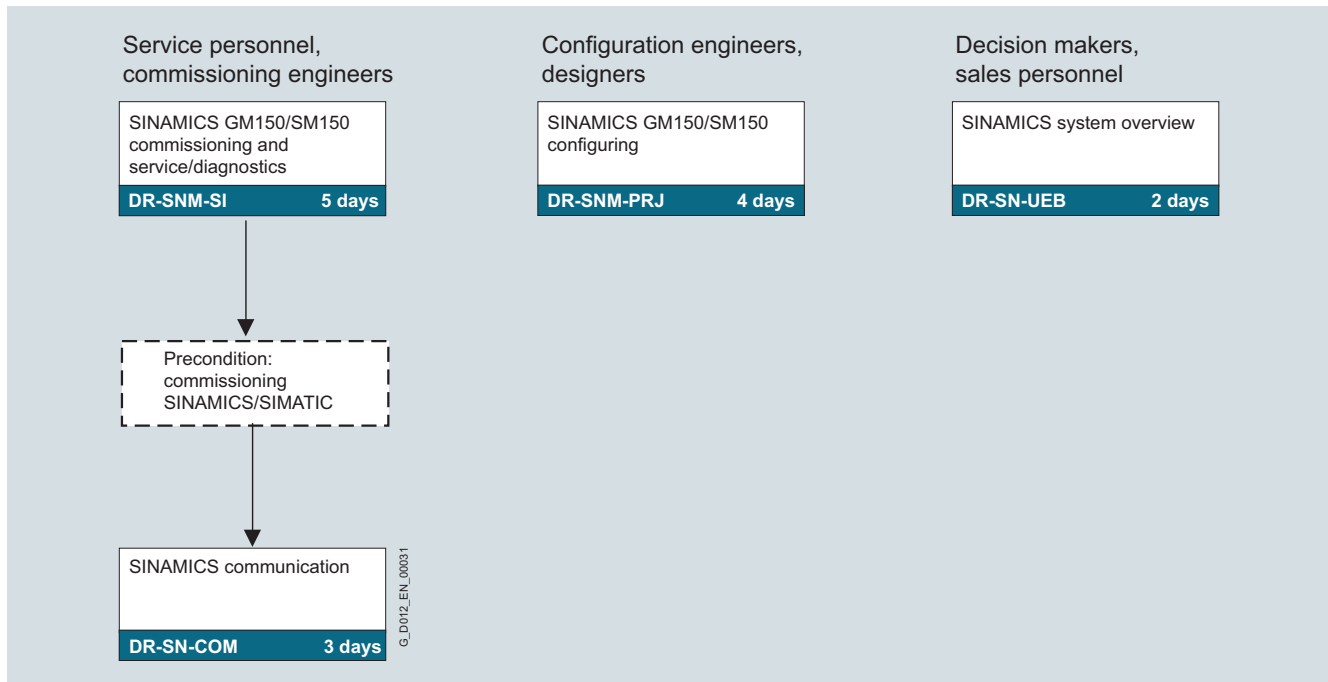 Service personnel,
commissioning engineers
SINAMICS GM150/SM150
commissioning and
service/diagnostics
DR-SNM-SI 5 days
Precondition:
commissioning
SINAMICS/SIMATIC
SINAMICS communication
DR-SN-COM 3 days
G_D012_EN_00031
Configuration engineers,
designers
SINAMICS GM150/SM150
configuring
DR-SNM-PRJ 4 days
Decision makers,
sales personnel
SINAMICS system overview
DR-SN-UEB 2 days